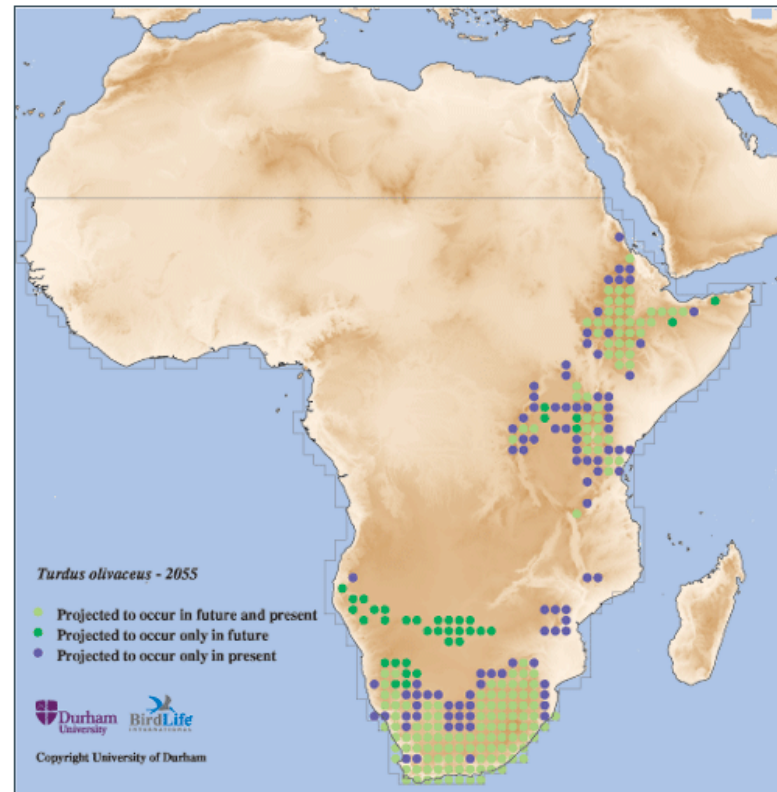 Turdus olivaceus - 2055
Projected to occur in future and present
Projected to occur only in future
Projected to occur only in present
Durham
University
BirdLife
INTERNATIONAL
Copyright University of Durham